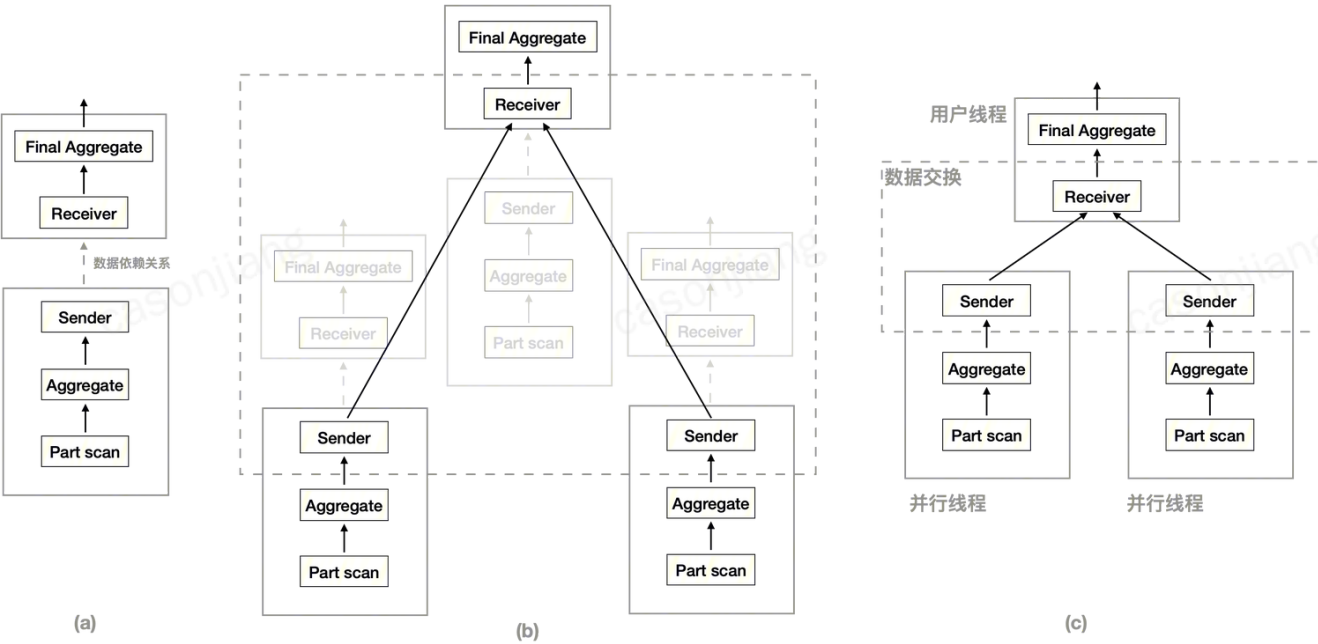 Final Aggregate
Receiver
数据依赖关系
Sender
Aggregate
Part scan
(a)
Final Aggregate
Receiver
Sender
Aggregate
Part scan
Final Aggregate
Receiver
Final Aggregate
Receiver
Sender
Aggregate
Part scan
Sender
Aggregate
Part scan
(b)
用户线程
Final Aggregate
数据交换
Receiver
Sender
Aggregate
Part scan
并行线程
Sender
Aggregate
Part scan
并行线程
(c)
casonjiang
casonjiang
casonjiang